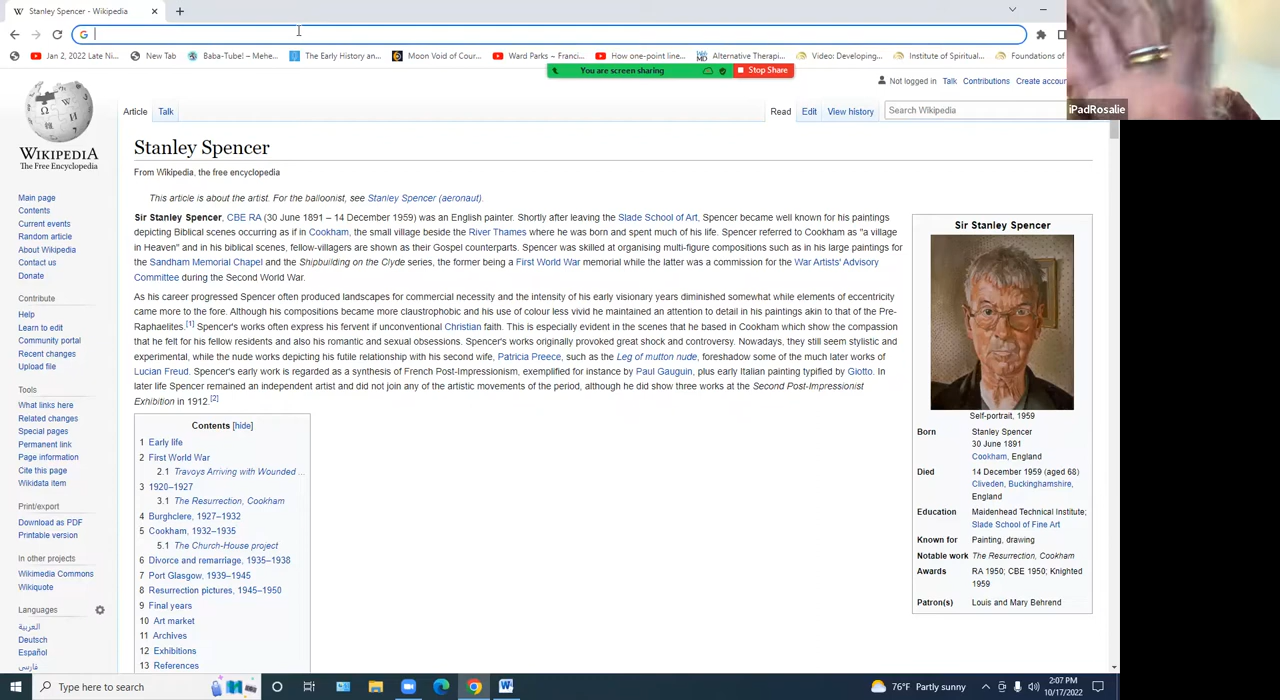 Stanley Spencer - Wikipedia
Jan 2, 2022 Late Ni...
New Tab
Baba-Tube! – Mehe...
The Early History an...
Moon Void of Cour...
Ward Parks – Franci...
How one-point line...
Alternative Therapi...
Video: Developing...
Institute of Spiritual...
Foundations of
You are screen sharing
Stop Share
Not logged in Talk Contributions Create accou
iPadRosalie
Article Talk
Read Edit View history
Search Wikipedia
WIKIPEDIA
The Free Encyclopedia
Main page
Contents
Current events
Random article
About Wikipedia
Contact us
Donate
Contribute
Help
Learn to edit
Community portal
Recent changes
Upload file
Tools
What links here
Related changes
Special pages
Permanent link
Page information
Cite this page
Wikidata item
Print/export
Download as PDF
Printable version
In other projects
Wikimedia Commons
Wikiquote
Languages
العربية
Deutsch
Español
فارسی
Stanley Spencer
From Wikipedia, the free encyclopedia
This article is about the artist. For the balloonist, see Stanley Spencer (aeronaut).
Sir Stanley Spencer, CBE RA (30 June 1891 – 14 December 1959) was an English painter. Shortly after leaving the Slade School of Art, Spencer became well known for his paintings
depicting Biblical scenes occurring as if in Cookham, the small village beside the River Thames where he was born and spent much of his life. Spencer referred to Cookham as "a village
in Heaven" and in his biblical scenes, fellow-villagers are shown as their Gospel counterparts. Spencer was skilled at organising multi-figure compositions such as in his large paintings for
the Sandham Memorial Chapel and the Shipbuilding on the Clyde series, the former being a First World War memorial while the latter was a commission for the War Artists' Advisory
Committee during the Second World War.
As his career progressed Spencer often produced landscapes for commercial necessity and the intensity of his early visionary years diminished somewhat while elements of eccentricity
came more to the fore. Although his compositions became more claustrophobic and his use of colour less vivid he maintained an attention to detail in his paintings akin to that of the Pre-
Raphaelites.[1] Spencer's works often express his fervent if unconventional Christian faith. This is especially evident in the scenes that he based in Cookham which show the compassion
that he felt for his fellow residents and also his romantic and sexual obsessions. Spencer's works originally provoked great shock and controversy. Nowadays, they still seem stylistic and
experimental, while the nude works depicting his futile relationship with his second wife, Patricia Preece, such as the Leg of mutton nude, foreshadow some of the much later works of
Lucian Freud. Spencer's early work is regarded as a synthesis of French Post-Impressionism, exemplified for instance by Paul Gauguin, plus early Italian painting typified by Giotto. In
later life Spencer remained an independent artist and did not join any of the artistic movements of the period, although he did show three works at the Second Post-Impressionist
Exhibition in 1912.[2]
Contents [hide]
1 Early life
2 First World War
2.1 Travoys Arriving with Wounded ...
3 1920–1927
3.1 The Resurrection, Cookham
4 Burghclere, 1927–1932
5 Cookham, 1932–1935
5.1 The Church-House project
6 Divorce and remarriage, 1935–1938
7 Port Glasgow, 1939–1945
8 Resurrection pictures, 1945–1950
9 Final years
10 Art market
11 Archives
12 Exhibitions
13 References
Sir Stanley Spencer
Self-portrait, 1959
Born Stanley Spencer
30 June 1891
Cookham, England
Died 14 December 1959 (aged 68)
Cliveden, Buckinghamshire,
England
Education Maidenhead Technical Institute;
Slade School of Fine Art
Known for Painting, drawing
Notable work The Resurrection, Cookham
Awards RA 1950; CBE 1950; Knighted
1959
Patron(s) Louis and Mary Behrend
Type here to search
76°F Partly sunny
2:07 PM
10/17/2022